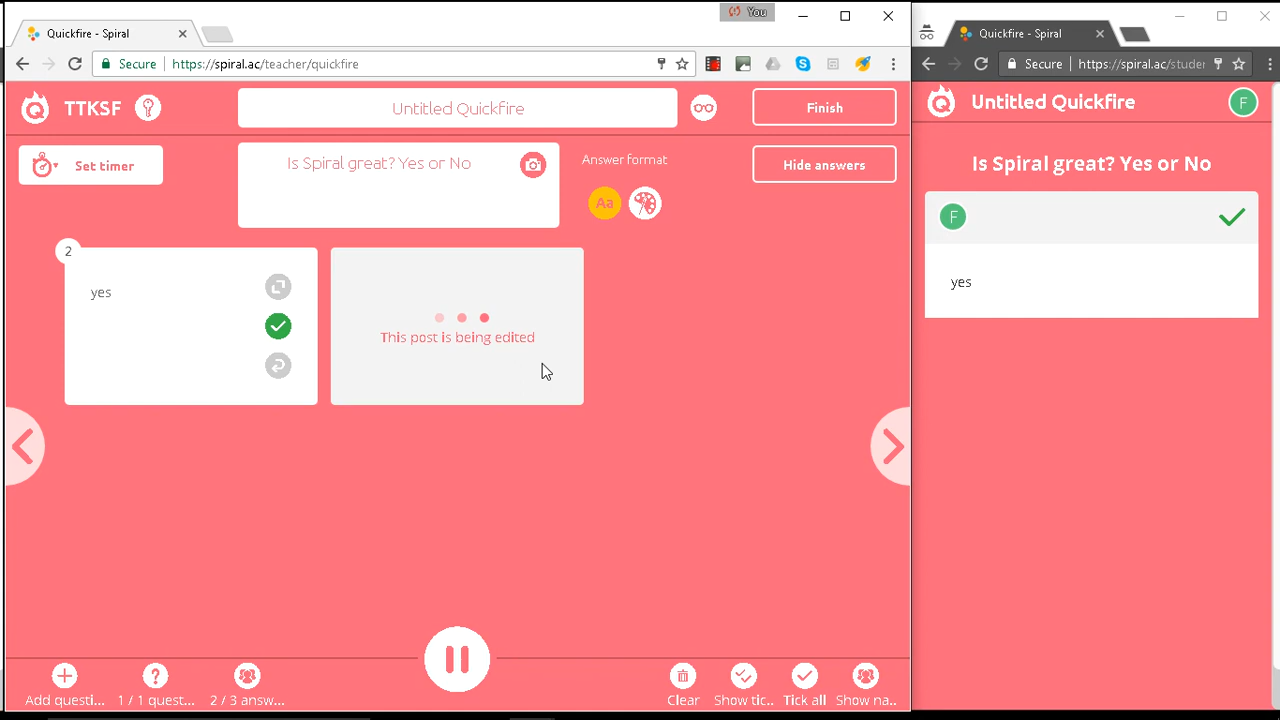 You
Quickfire - Spiral
Secure https://spiral.ac/teacher/quickfire
TTKSF
Untitled Quickfire
Finish
Set timer
Is Spiral great? Yes or No
Answer format
Aa
Hide answers
2
yes
This post is being edited
Add questi...
1 / 1 quest...
2 / 3 answ...
Clear
Show tic...
Tick all
Show na...
Quickfire - Spiral
Secure https://spiral.ac/studer
Untitled Quickfire
F
Is Spiral great? Yes or No
F
yes